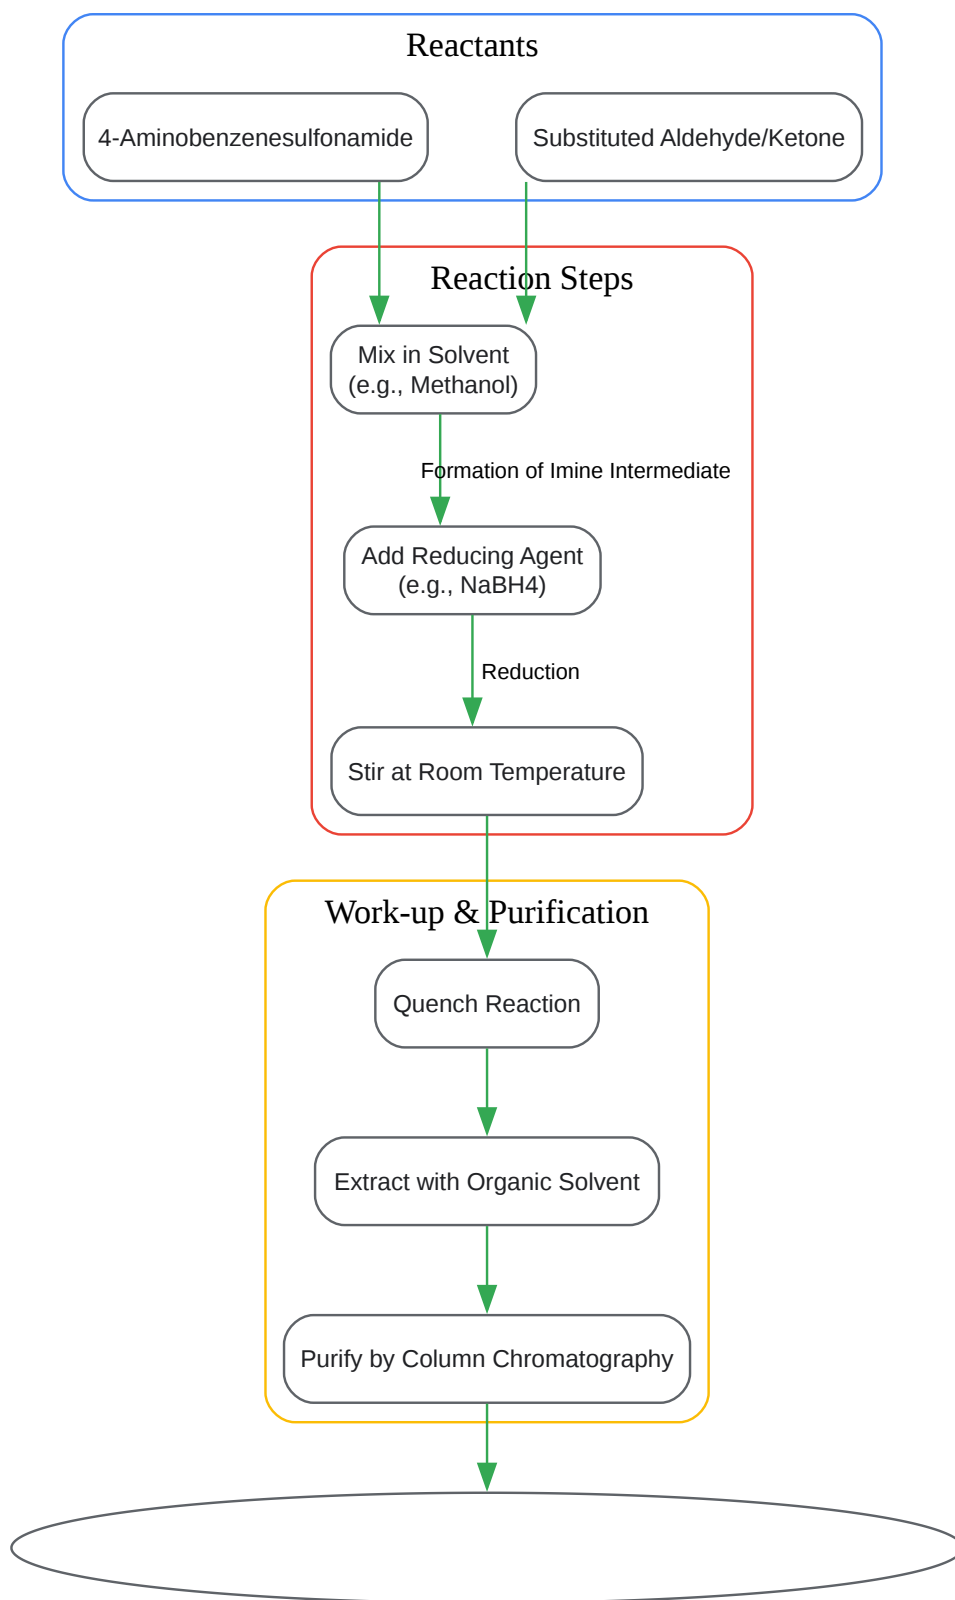 Reactants
4-Aminobenzenesulfonamide
Substituted Aldehyde/Ketone
Reaction Steps
Mix in Solvent
(e.g., Methanol)
Formation of Imine Intermediate
Add Reducing Agent
(e.g., NaBH4)
Reduction
Stir at Room Temperature
Work-up & Purification
Quench Reaction
Extract with Organic Solvent
Purify by Column Chromatography